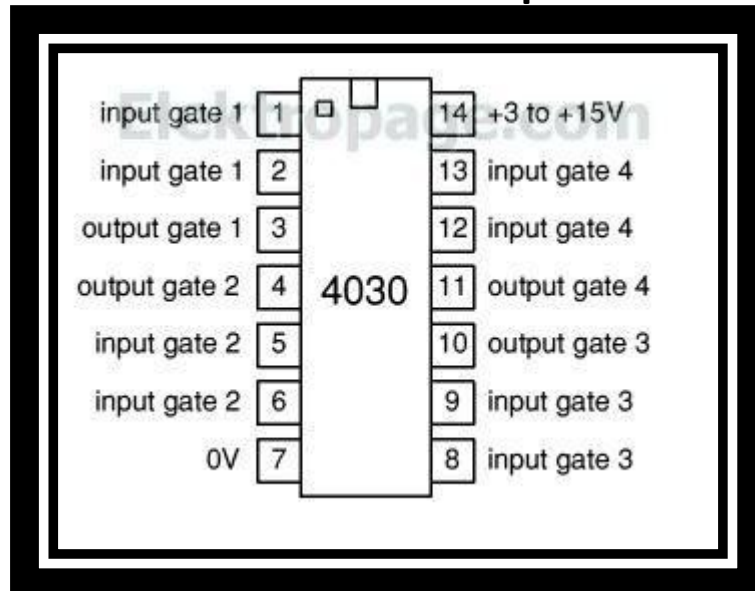 Elektropage.com
input gate 1 1 14 +3 to +15V
input gate 1 2 13 input gate 4
output gate 1 3 12 input gate 4
output gate 2 4 4030 11 output gate 4
input gate 2 5 10 output gate 3
input gate 2 6 9 input gate 3
0V 7 8 input gate 3